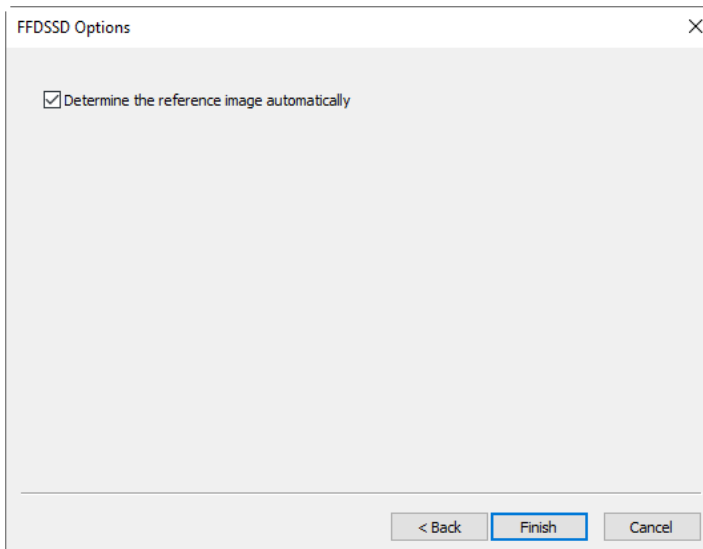 FFDSSD Options
Determine the reference image automatically
< Back Finish Cancel